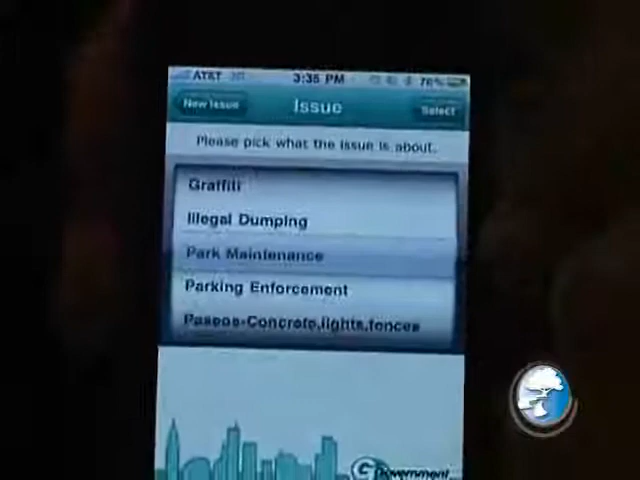 AT&T 3G 3:35 PM 76%
New Issue Issue Select
Please pick what the issue is about.
Graffiti
Illegal Dumping
Park Maintenance
Parking Enforcement
Paseos-Concrete,lights,fences
Government